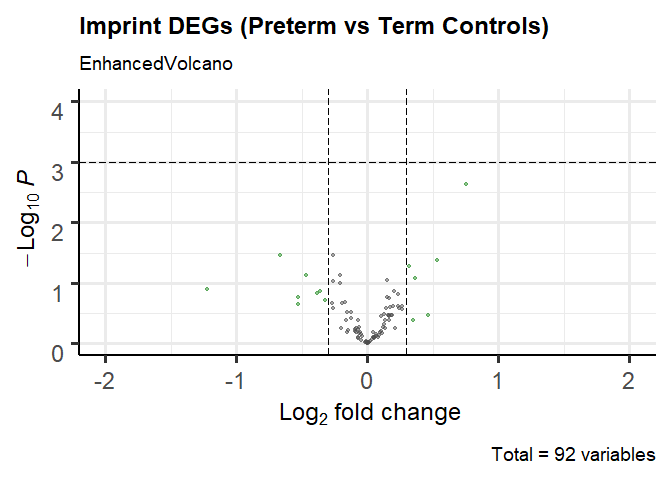 Imprint DEGs (Preterm vs Term Controls)
EnhancedVolcano
4
3
2
1
0
−Log10 P
-2 -1 0 1 2
Log2 fold change
Total = 92 variables